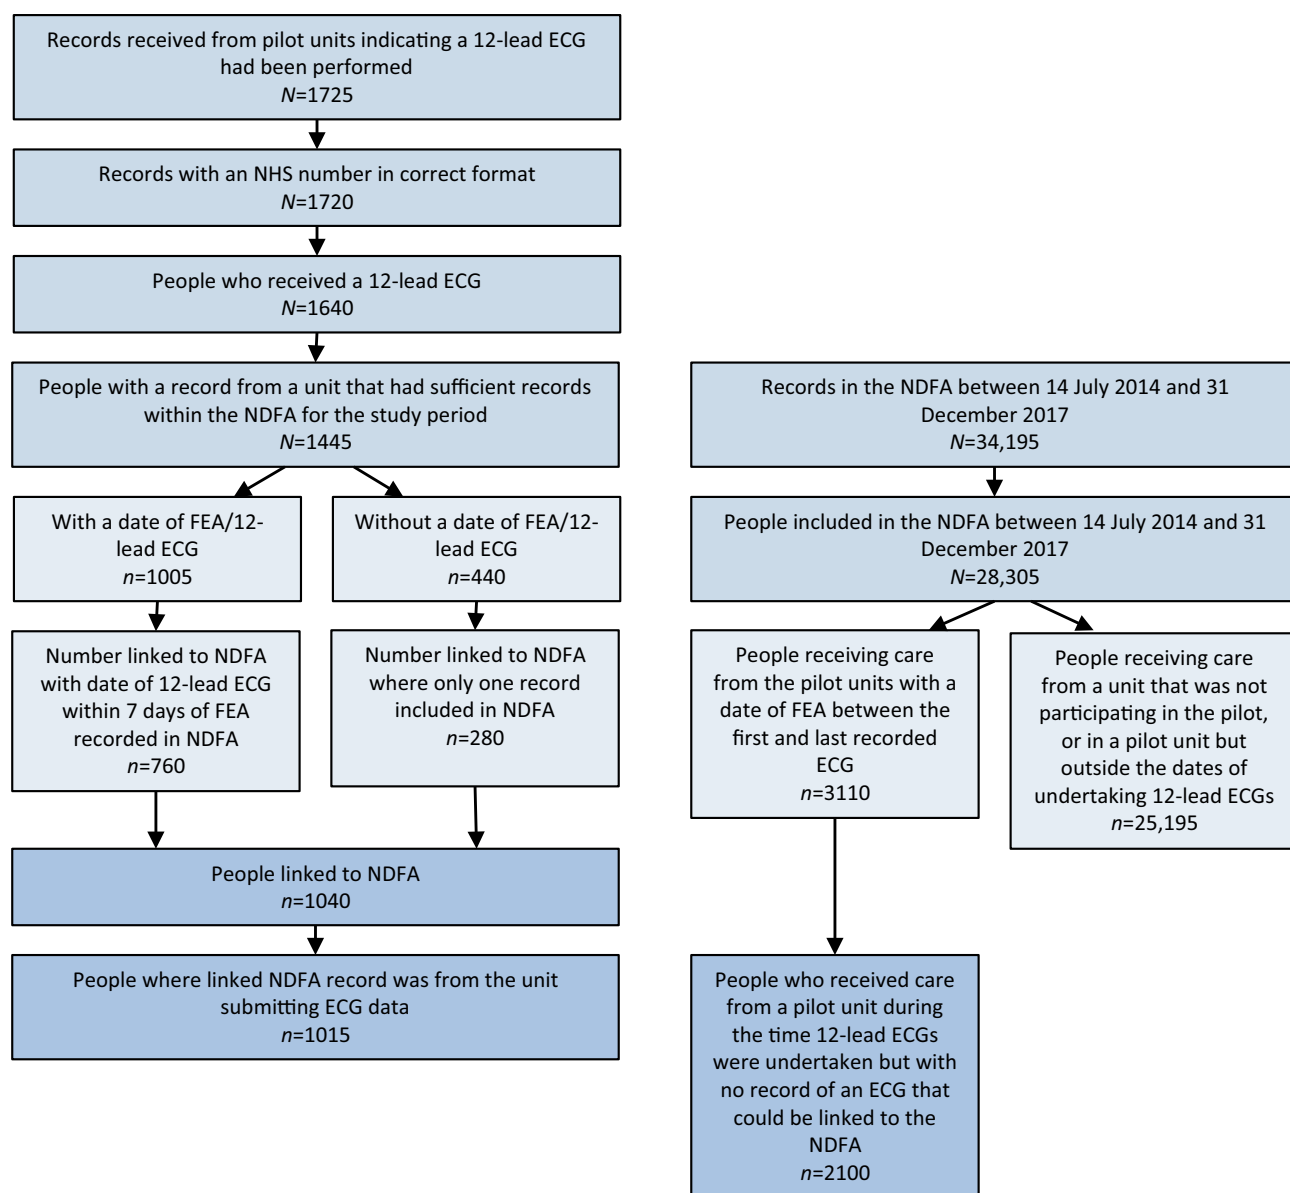 Records received from pilot units indicating a 12-lead ECG
had been performed
N=1725
Records with an NHS number in correct format
N=1720
People who received a 12-lead ECG
N=1640
People with a record from a unit that had sufficient records
within the NDFA for the study period
N=1445
With a date of FEA/12-
lead ECG
n=1005
Without a date of FEA/12-
lead ECG
n=440
Number linked to NDFA
with date of 12-lead ECG
within 7 days of FEA
recorded in NDFA
n=760
Number linked to NDFA
where only one record
included in NDFA
n=280
People linked to NDFA
n=1040
People where linked NDFA record was from the unit
submitting ECG data
n=1015
Records in the NDFA between 14 July 2014 and 31
December 2017
N=34,195
People included in the NDFA between 14 July 2014 and 31
December 2017
N=28,305
People receiving care
from the pilot units with a
date of FEA between the
first and last recorded
ECG
n=3110
People receiving care
from a unit that was not
participating in the pilot,
or in a pilot unit but
outside the dates of
undertaking 12-lead ECGs
n=25,195
People who received care
from a pilot unit during
the time 12-lead ECGs
were undertaken but with
no record of an ECG that
could be linked to the
NDFA
n=2100